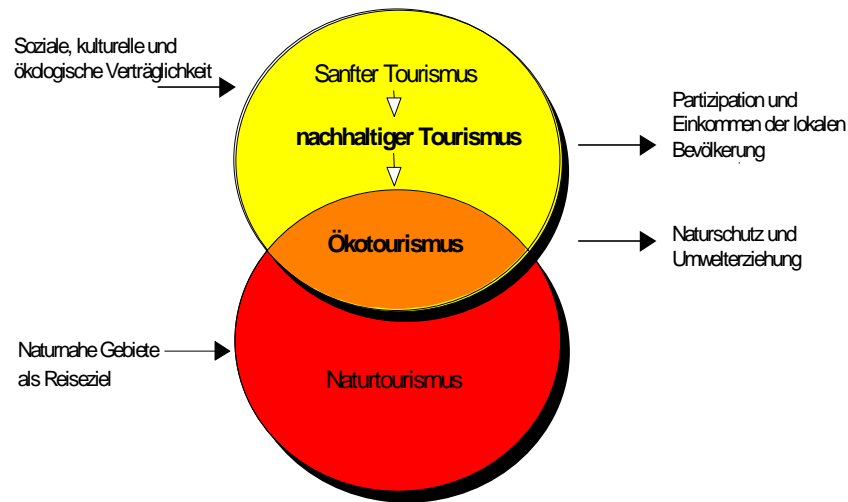 Soziale, kulturelle und
ökologische Verträglichkeit
Sanfter Tourismus
nachhaltiger Tourismus
Partizipation und
Einkommen der lokalen
Bevölkerung
Ökotourismus
Naturschutz und
Umwelterziehung
Naturnahe Gebiete
als Reiseziel
Naturtourismus